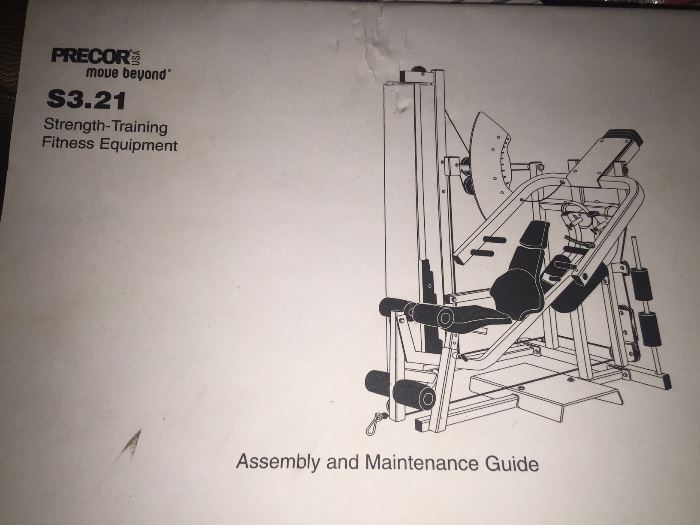 PRECOR USA
move beyond®
S3.21
Strength-Training
Fitness Equipment
Assembly and Maintenance Guide